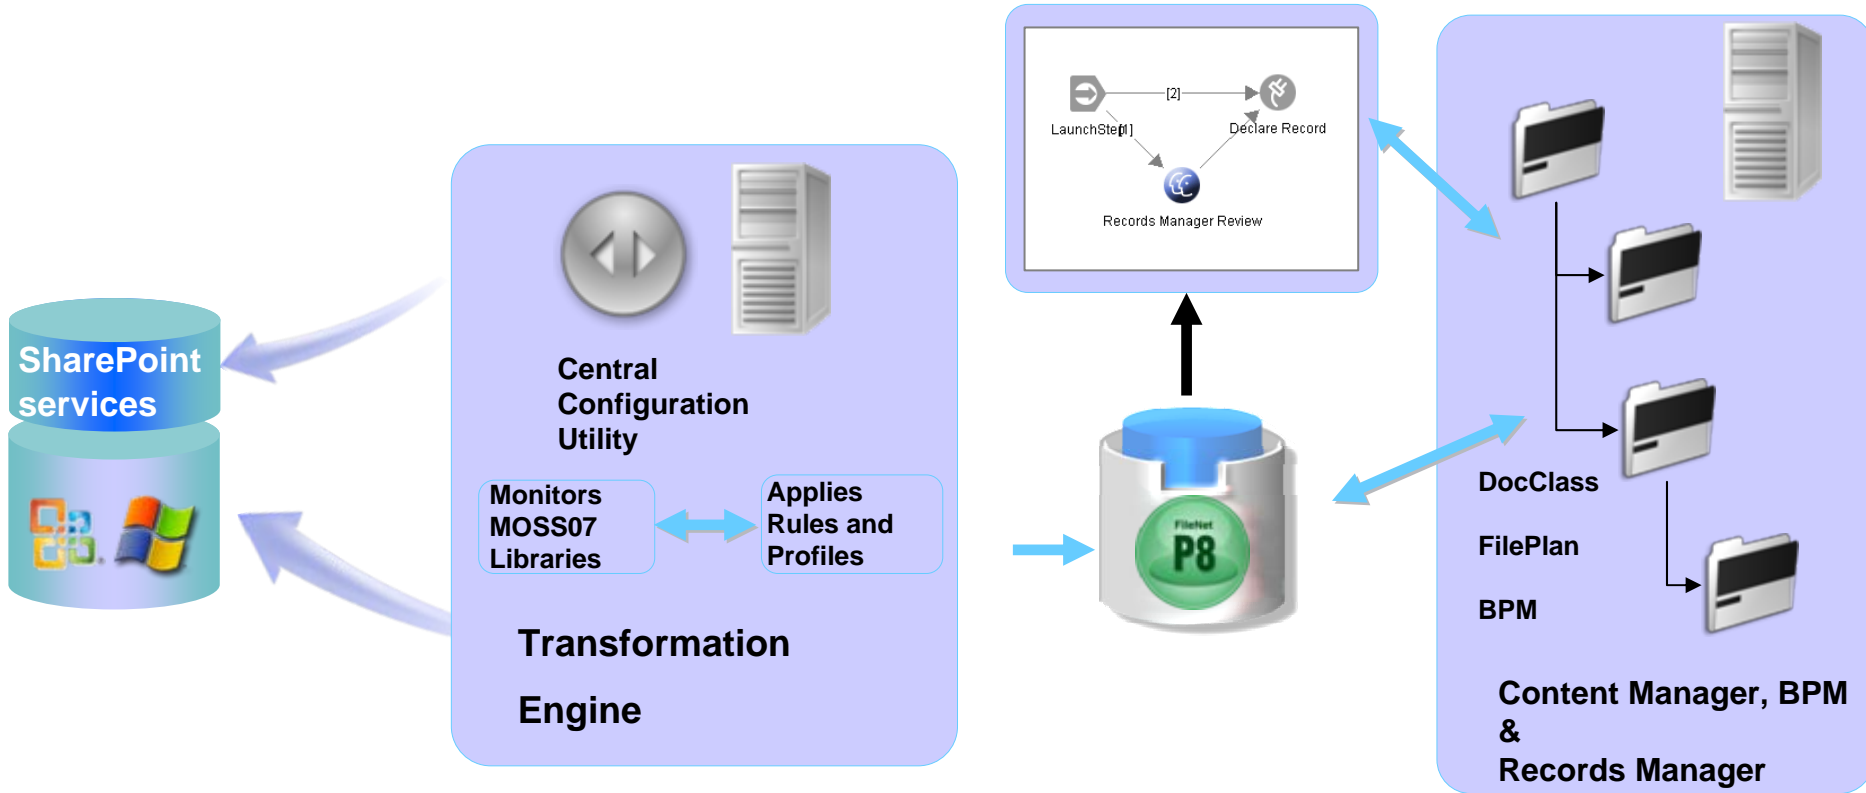 SharePoint
services
Central
Configuration
Utility
Monitors
MOSS07
Libraries
Applies
Rules and
Profiles
Transformation
Engine
[2]
LaunchStep[1]
Declare Record
Records Manager Review
FileNet
P8
DocClass
FilePlan
BPM
Content Manager, BPM
&
Records Manager